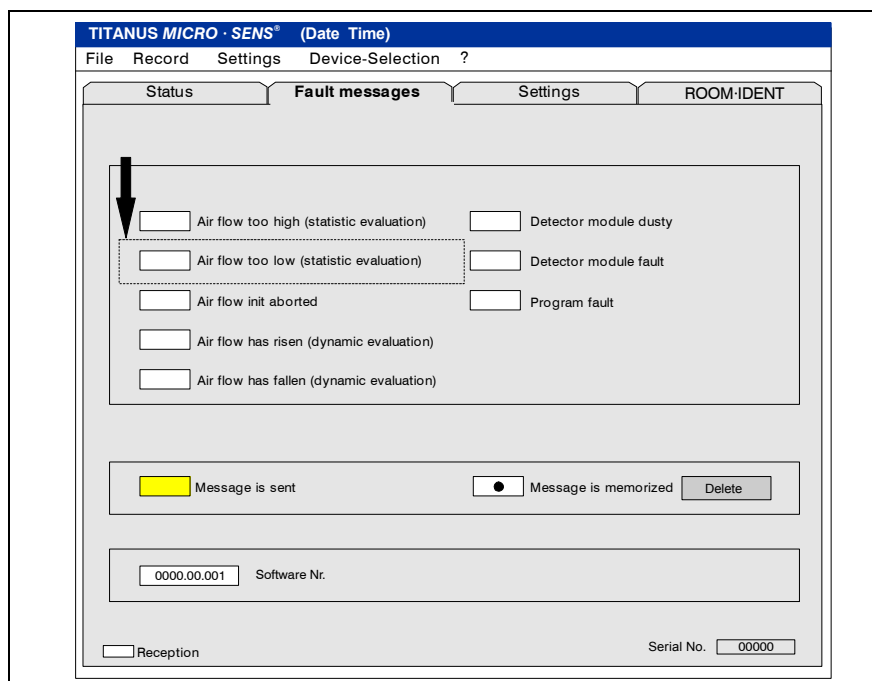 TITANUS MICRO · SENS® (Date Time)
File Record Settings Device-Selection ?
Status Fault messages Settings ROOM·IDENT
Air flow too high (statistic evaluation) Detector module dusty
Air flow too low (statistic evaluation) Detector module fault
Air flow init aborted Program fault
Air flow has risen (dynamic evaluation)
Air flow has fallen (dynamic evaluation)
Message is sent Message is memorized Delete
0000.00.001 Software Nr.
Reception Serial No. 00000